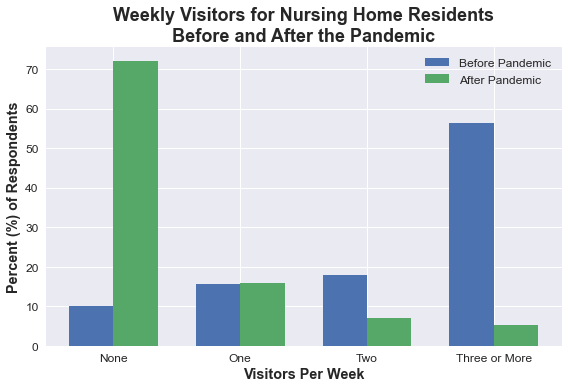 Weekly Visitors for Nursing Home Residents
Before and After the Pandemic
Before Pandemic
After Pandemic
Percent (%) of Respondents
70
60
50
40
30
20
10
0
None
One
Two
Three or More
Visitors Per Week